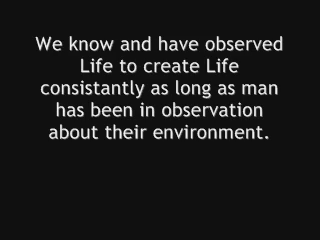 We know and have observed
Life to create Life
consistantly as long as man
has been in observation
about their environment.